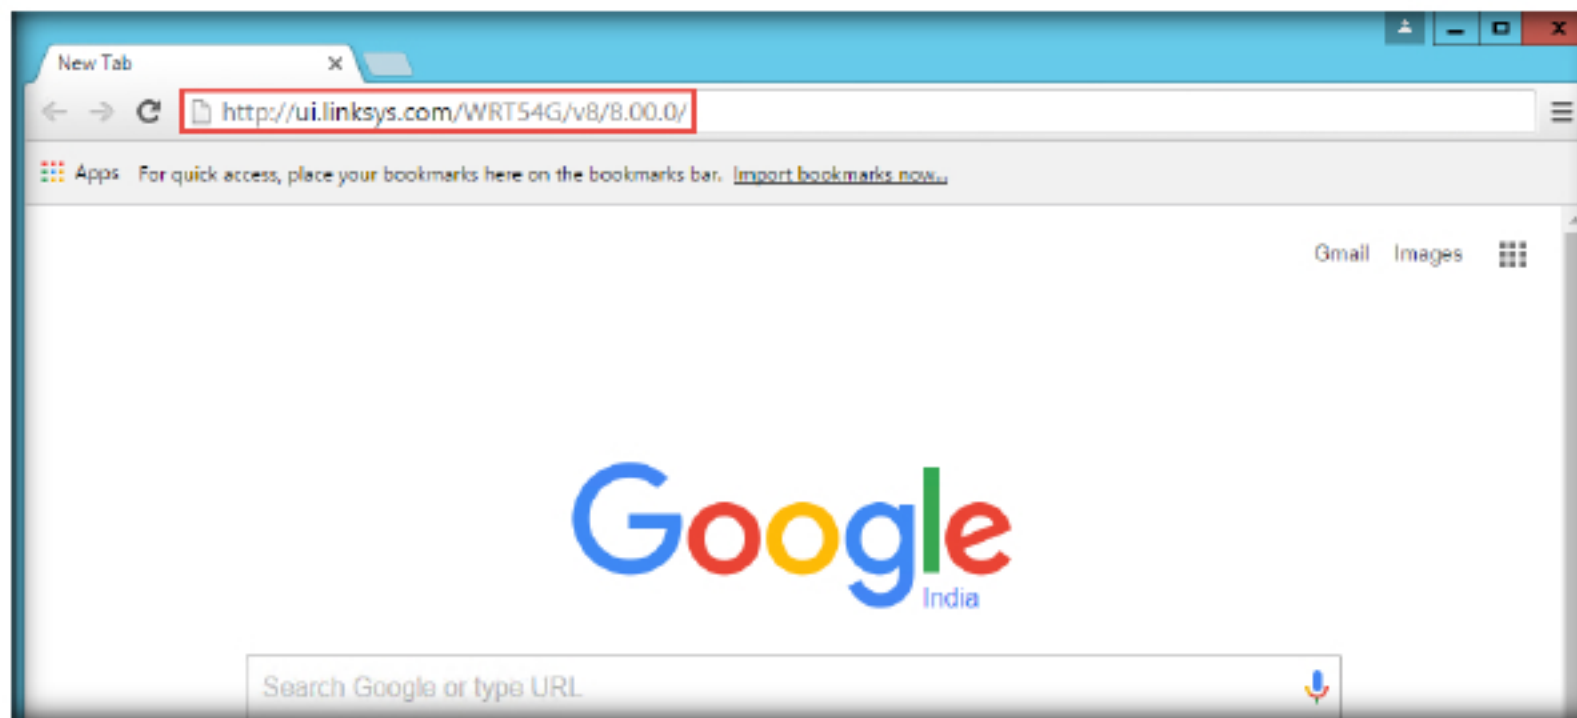 New Tab
http://ui.linksys.com/WRT54G/v8/8.00.0/
Apps For quick access, place your bookmarks here on the bookmarks bar. Import bookmarks now...
Gmail Images
Google
India
Search Google or type URL